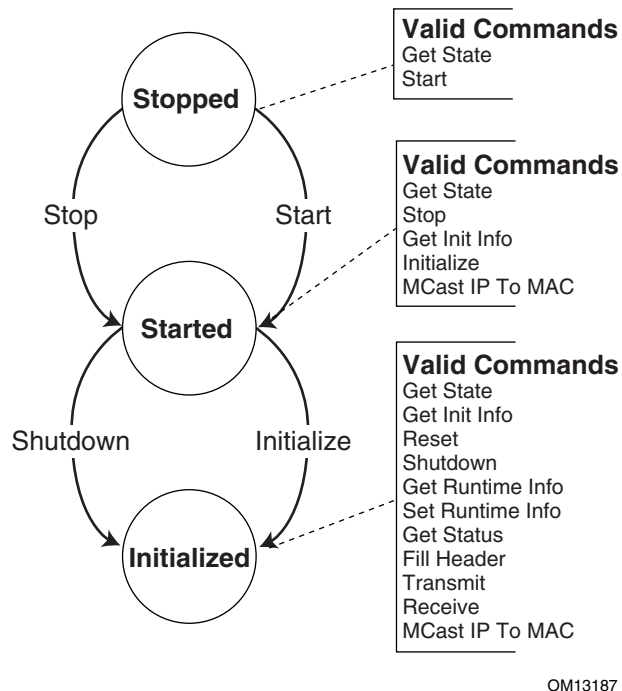 Stopped
Valid Commands
Get State
Start
Stop
Start
Valid Commands
Get State
Stop
Get Init Info
Initialize
MCast IP To MAC
Started
Shutdown
Initialize
Valid Commands
Get State
Get Init Info
Reset
Shutdown
Get Runtime Info
Set Runtime Info
Get Status
Fill Header
Transmit
Receive
MCast IP To MAC
Initialized
OM13187